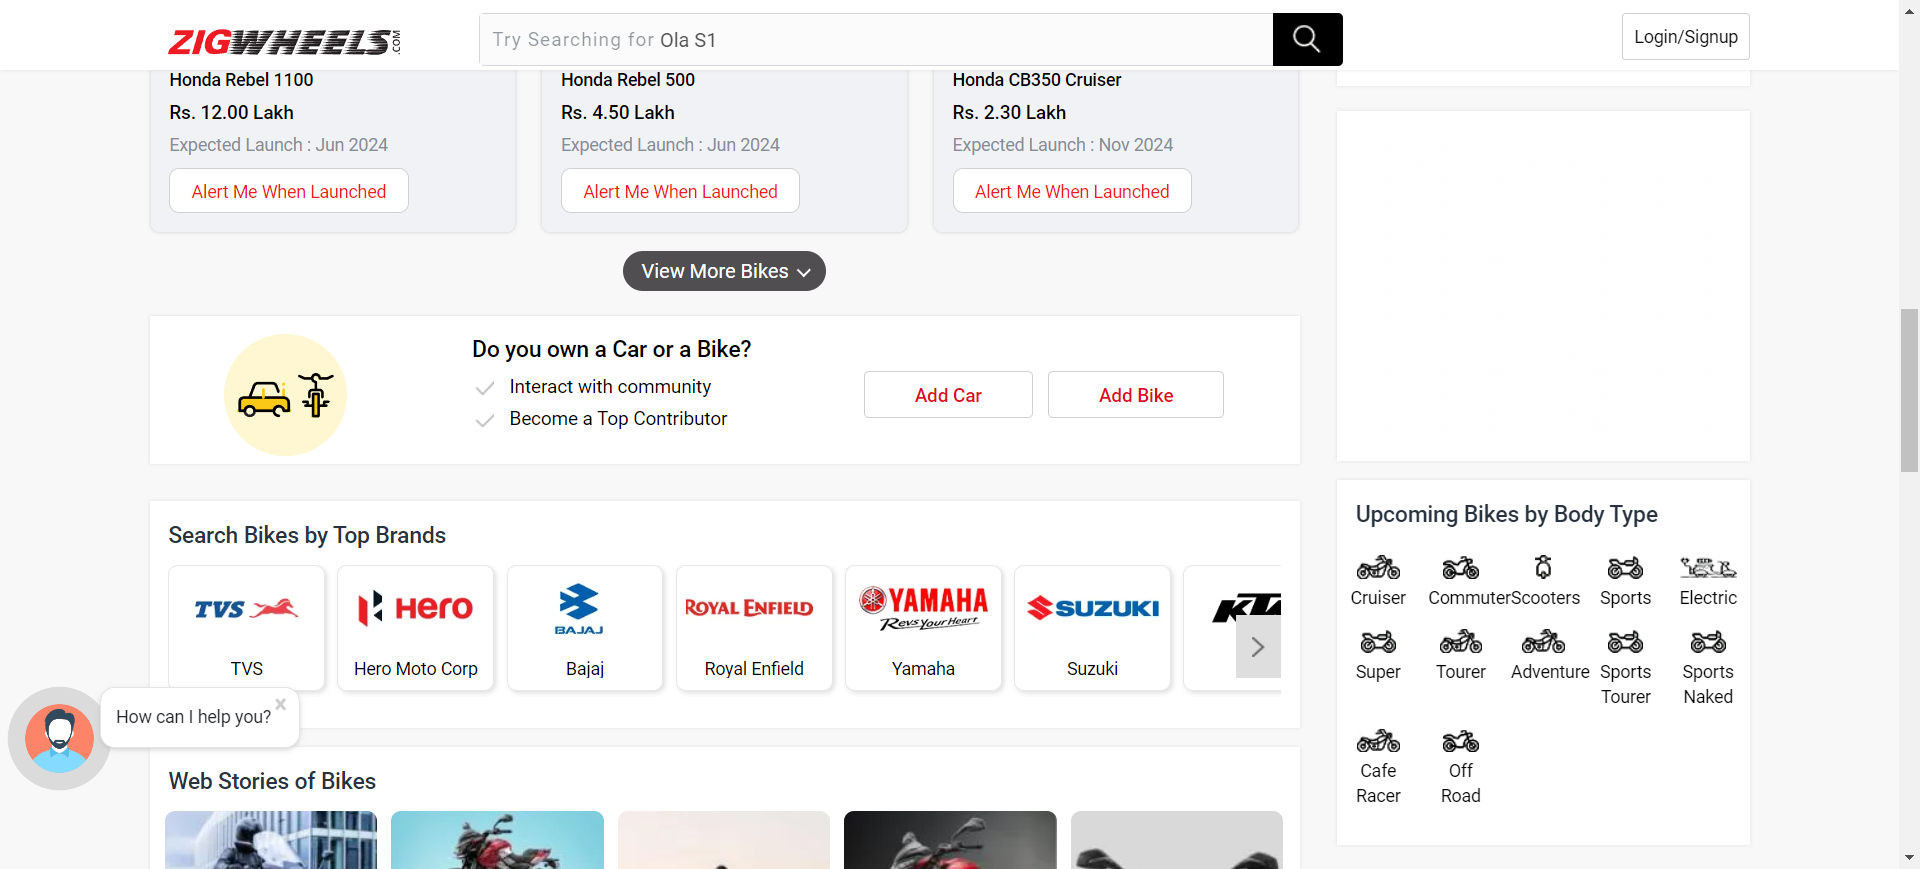 ZIGWHEELS.COM
Try Searching for Ola S1
Login/Signup
Honda Rebel 1100
Rs. 12.00 Lakh
Expected Launch : Jun 2024
Alert Me When Launched
Honda Rebel 500
Rs. 4.50 Lakh
Expected Launch : Jun 2024
Alert Me When Launched
Honda CB350 Cruiser
Rs. 2.30 Lakh
Expected Launch : Nov 2024
Alert Me When Launched
View More Bikes
Do you own a Car or a Bike?
Interact with community
Become a Top Contributor
Add Car
Add Bike
Search Bikes by Top Brands
TVS
TVS
Hero
Hero Moto Corp
BAJAJ
Bajaj
ROYAL ENFIELD
Royal Enfield
YAMAHA
Revs Your Heart
Yamaha
SUZUKI
Suzuki
How can I help you?
Web Stories of Bikes
Upcoming Bikes by Body Type
Cruiser
Commuter
Scooters
Sports
Electric
Super
Tourer
Adventure
Sports
Tourer
Sports
Naked
Cafe
Racer
Off
Road